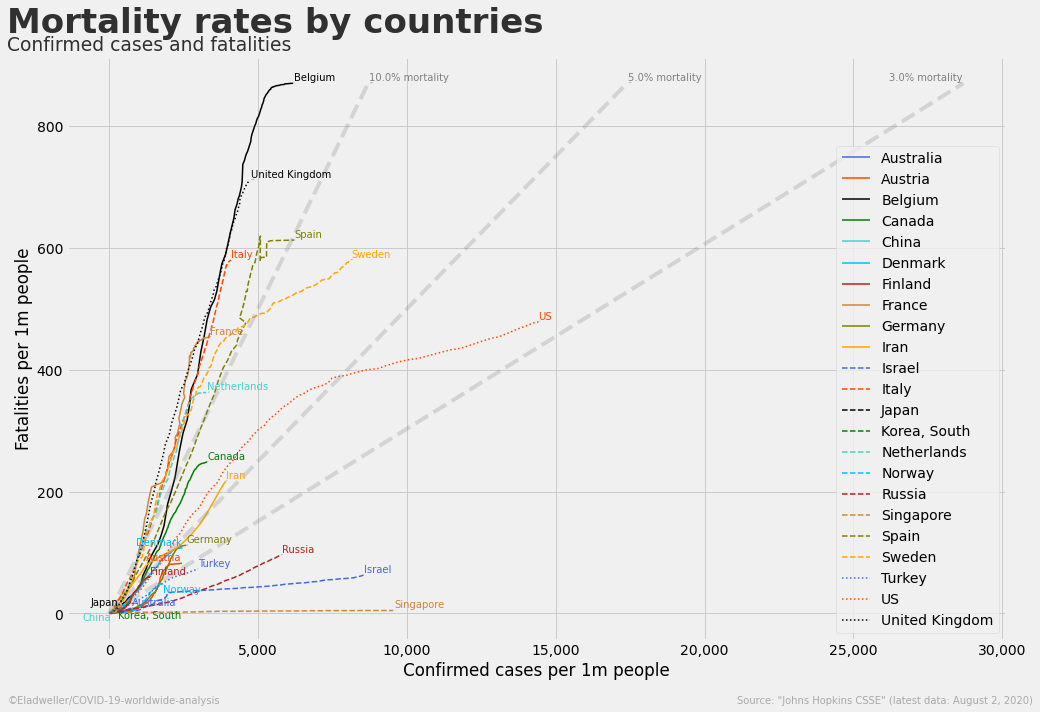 Mortality rates by countries
Confirmed cases and fatalities
Belgium
10.0% mortality
5.0% mortality
3.0% mortality
800
United Kingdom
Spain
600
Italy
Sweden
US
France
400
Netherlands
Canada
Iran
200
Denmark
Germany
Russia
Austria
Finland
Turkey
Israel
Norway
Japan
Australia
Singapore
0
China
Korea, South
Fatalities per 1m people
Australia
Austria
Belgium
Canada
China
Denmark
Finland
France
Germany
Iran
Israel
Italy
Japan
Korea, South
Netherlands
Norway
Russia
Singapore
Spain
Sweden
Turkey
US
United Kingdom
0
5,000
10,000
15,000
20,000
25,000
30,000
Confirmed cases per 1m people
©Eladweller/COVID-19-worldwide-analysis
Source: "Johns Hopkins CSSE" (latest data: August 2, 2020)